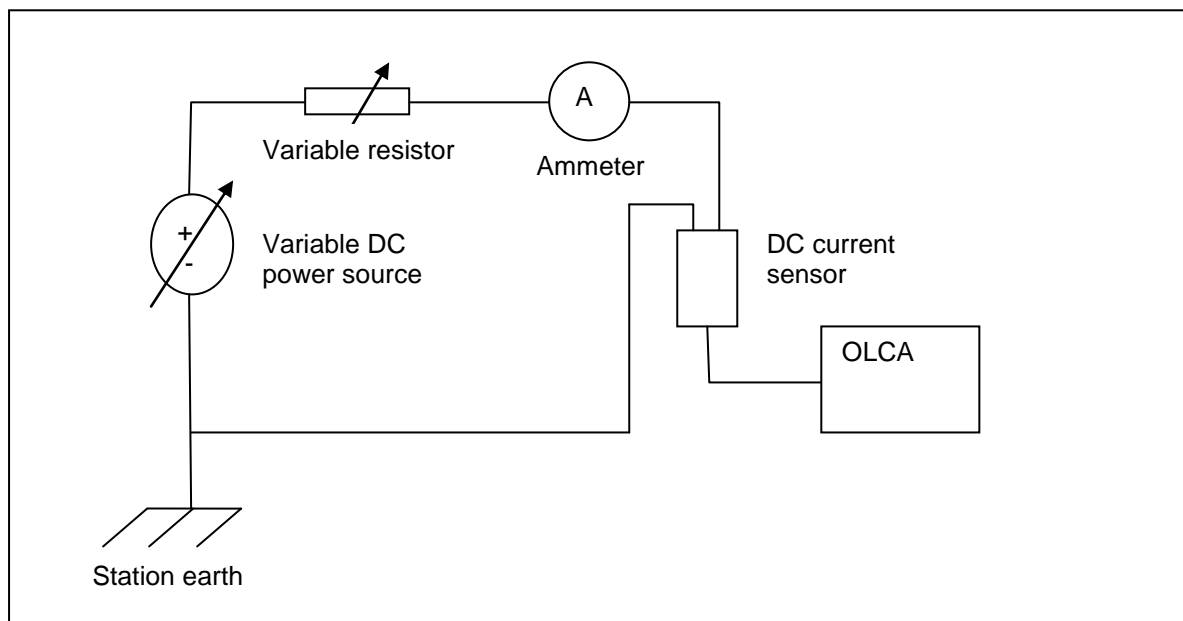 A
Variable resistor
Ammeter
+
-
Variable DC
power source
DC current
sensor
OLCA
Station earth